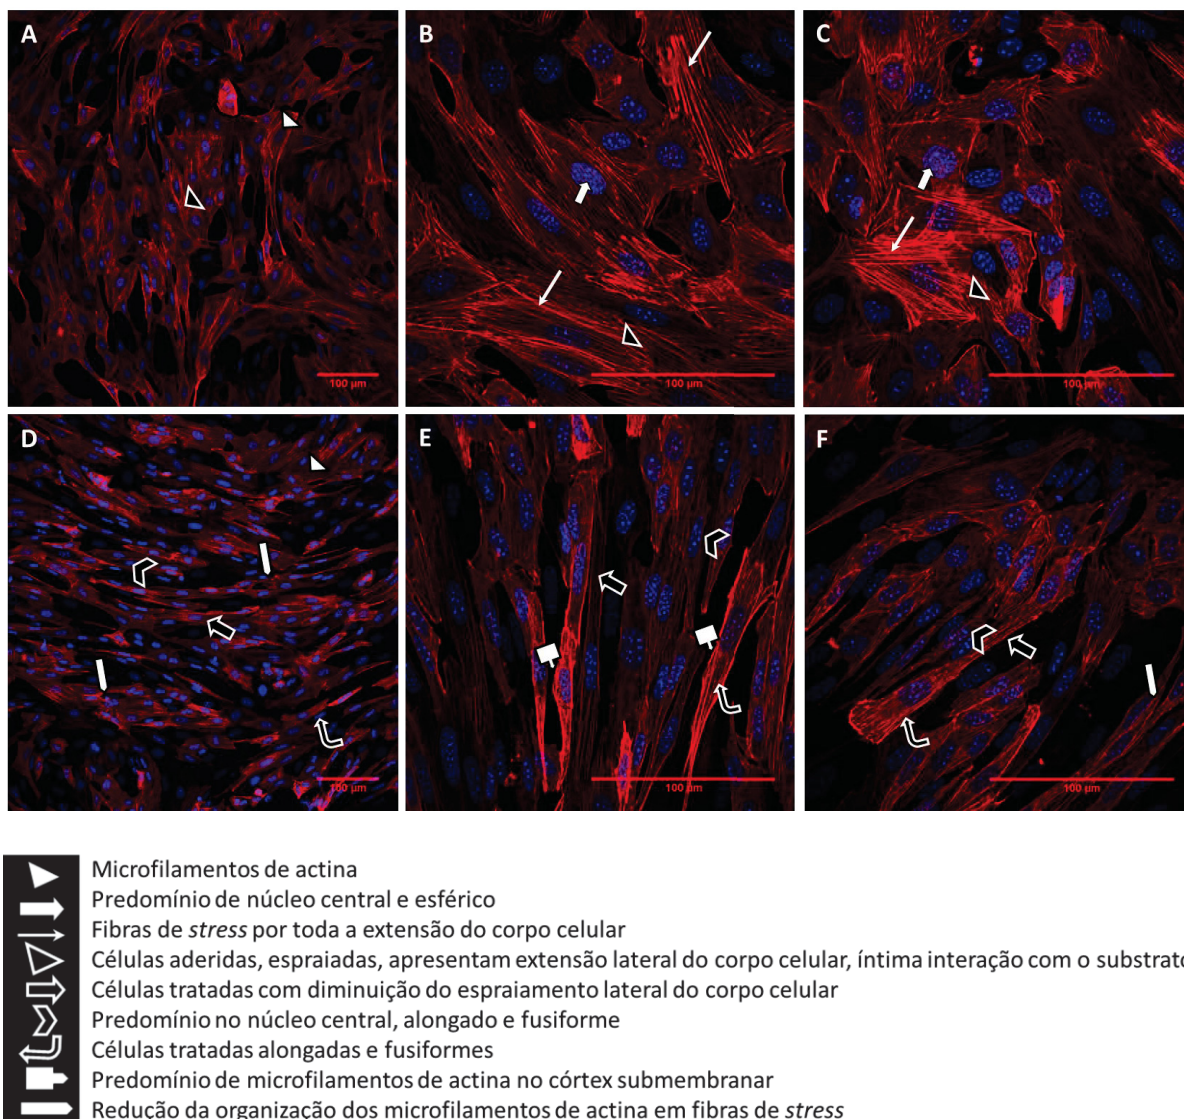 A
B
C
100 µm
100 µm
100 µm
D
E
F
100 µm
100 µm
100 µm
Microfilamentos de actina
Predomínio de núcleo central e esférico
Fibras de stress por toda a extensão do corpo celular
Células aderidas, espraiadas, apresentam extensão lateral do corpo celular, íntima interação com o substrato
Células tratadas com diminuição do espraiamento lateral do corpo celular
Predomínio no núcleo central, alongado e fusiforme
Células tratadas alongadas e fusiformes
Predomínio de microfilamentos de actina no córtex submembranar
Redução da organização dos microfilamentos de actina em fibras de stress